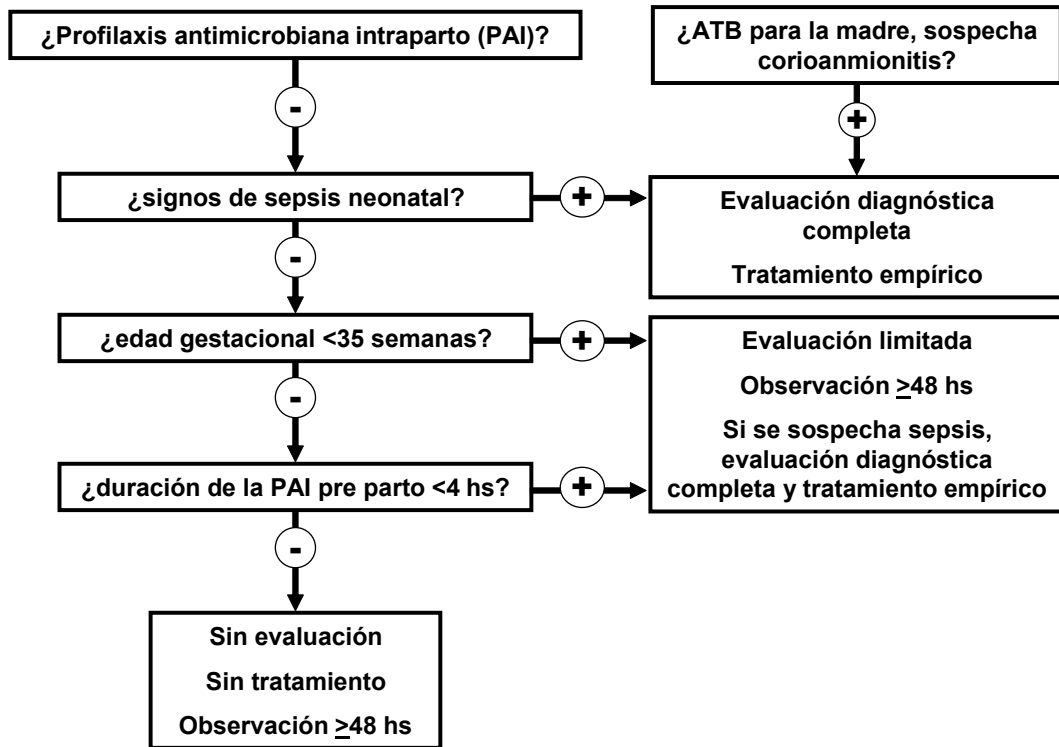 ¿Profilaxis antimicrobiana intraparto (PAI)?
¿ATB para la madre, sospecha
corioanmionitis?
-
+
¿signos de sepsis neonatal?
+
Evaluación diagnóstica
completa
Tratamiento empírico
-
¿edad gestacional <35 semanas?
+
Evaluación limitada
Observación >48 hs
Si se sospecha sepsis,
evaluación diagnóstica
completa y tratamiento empírico
-
¿duración de la PAI pre parto <4 hs?
+
-
Sin evaluación
Sin tratamiento
Observación >48 hs